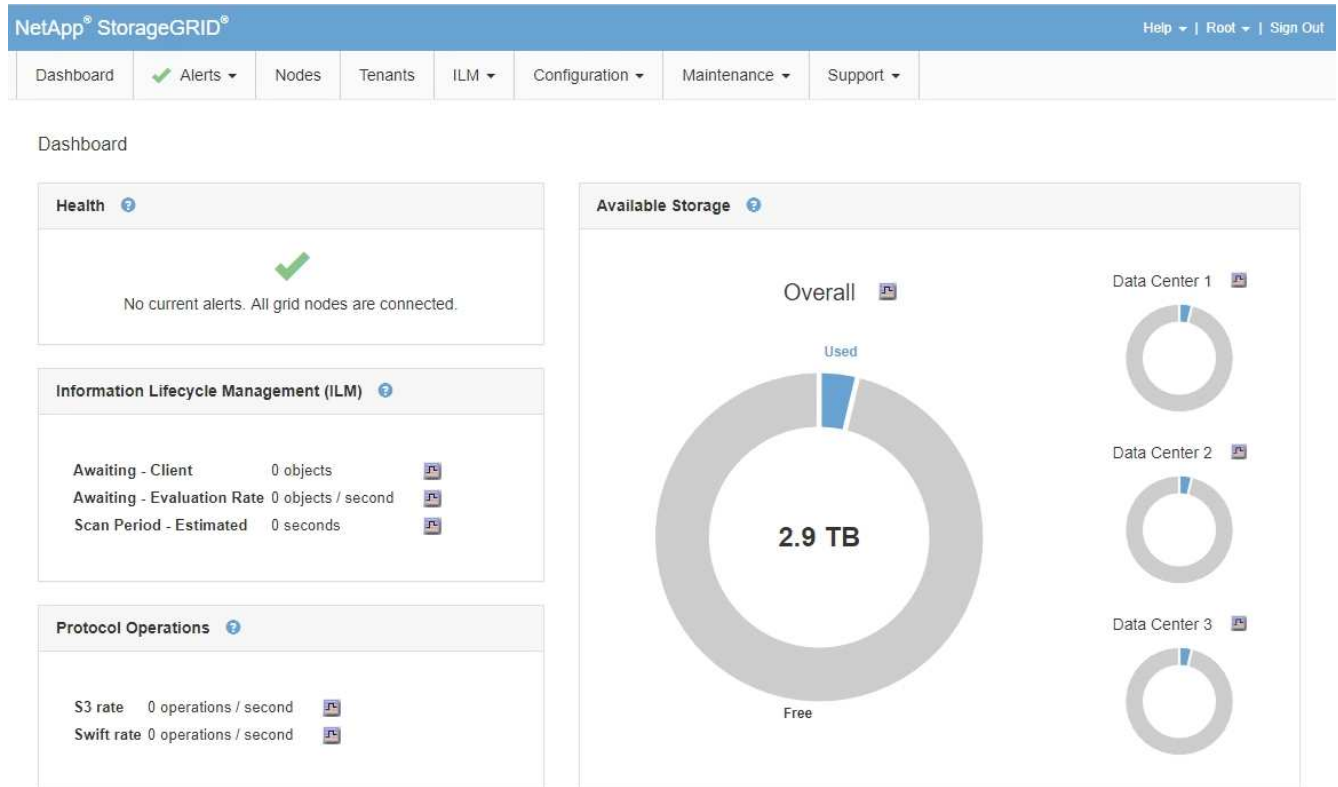 NetApp® StorageGRID®
Help | Root | Sign Out
Dashboard Alerts Nodes Tenants ILM Configuration Maintenance Support
Dashboard
Health
No current alerts. All grid nodes are connected.
Information Lifecycle Management (ILM)
Awaiting - Client 0 objects
Awaiting - Evaluation Rate 0 objects / second
Scan Period - Estimated 0 seconds
Protocol Operations
S3 rate 0 operations / second
Swift rate 0 operations / second
Available Storage
Overall
Used
2.9 TB
Free
Data Center 1
Data Center 2
Data Center 3